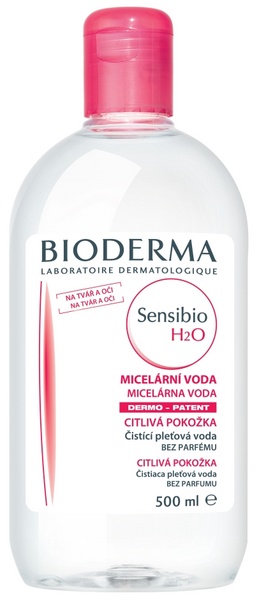 BIODERMA
LABORATOIRE DERMATOLOGIQUE
NA TVÁŘ A OČI
NA TVÁR A OČI
Sensibio
H2O
MICELÁRNÍ VODA
MICELÁRNA VODA
DERMO - PATENT
CITLIVÁ POKOŽKA
Čistící pleťová voda
BEZ PARFÉMU
CITLIVÁ POKOŽKA
Čistiaca pleťová voda
BEZ PARFUMU
500 ml e